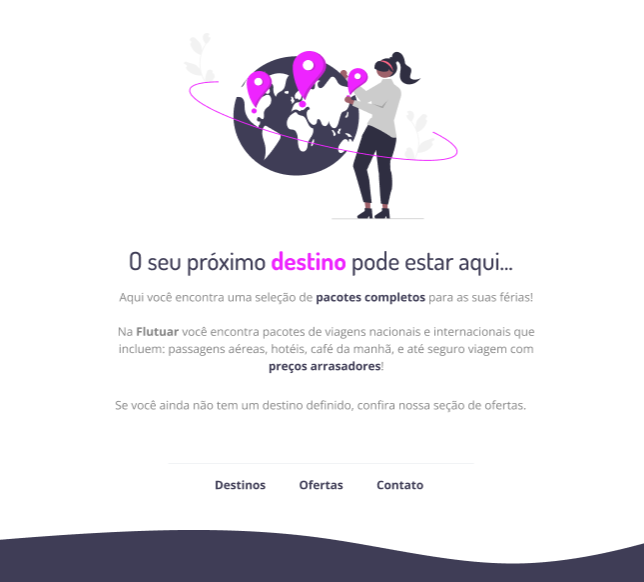 O seu próximo destino pode estar aqui...
Aqui você encontra uma seleção de pacotes completos para as suas férias!
Na Flutuar você encontra pacotes de viagens nacionais e internacionais que
incluem: passagens aéreas, hotéis, café da manhã, e até seguro viagem com
preços arrasadores!
Se você ainda não tem um destino definido, confira nossa seção de ofertas.
Destinos Ofertas Contato